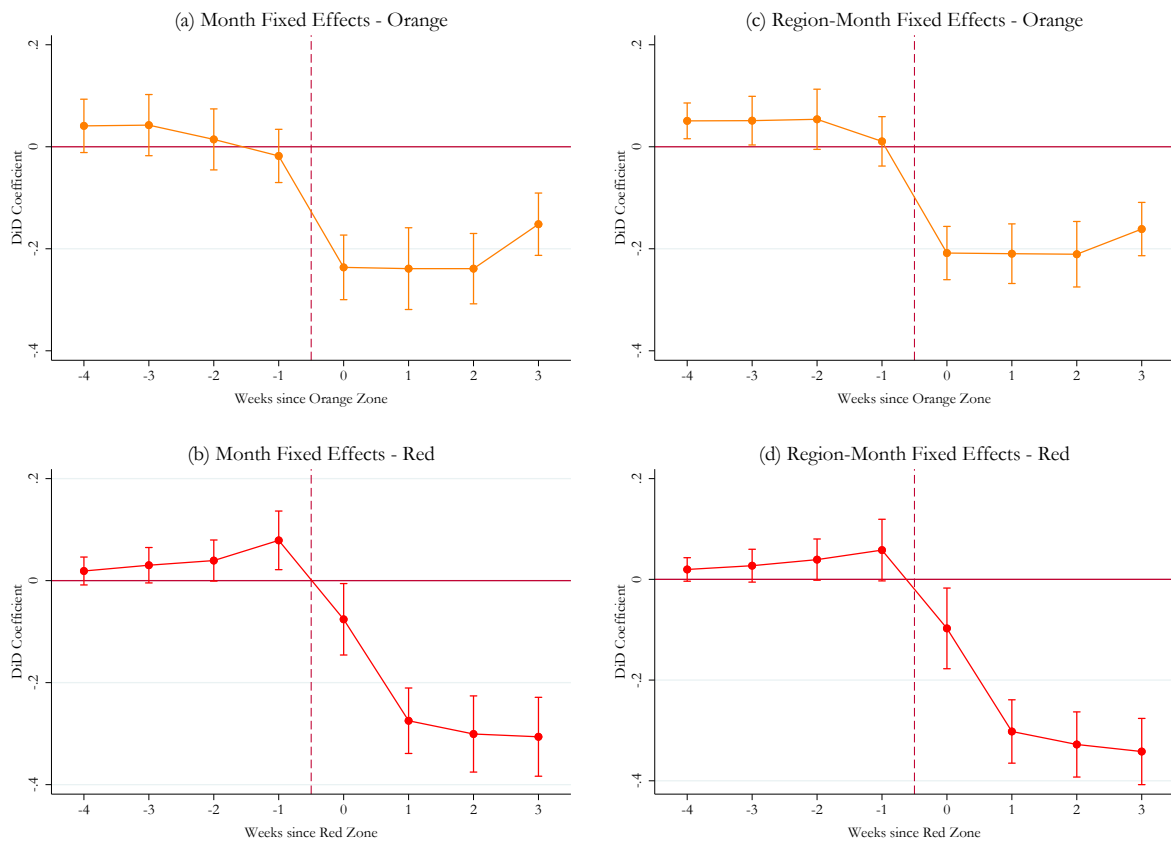 (a) Month Fixed Effects - Orange
DiD Coefficient
.2
0
-.2
-.4
-4 -3 -2 -1 0 1 2 3
Weeks since Orange Zone
(c) Region-Month Fixed Effects - Orange
DiD Coefficient
.2
0
-.2
-.4
-4 -3 -2 -1 0 1 2 3
Weeks since Orange Zone
(b) Month Fixed Effects - Red
DiD Coefficient
.2
0
-.2
-.4
-4 -3 -2 -1 0 1 2 3
Weeks since Red Zone
(d) Region-Month Fixed Effects - Red
DiD Coefficient
.2
0
-.2
-.4
-4 -3 -2 -1 0 1 2 3
Weeks since Red Zone